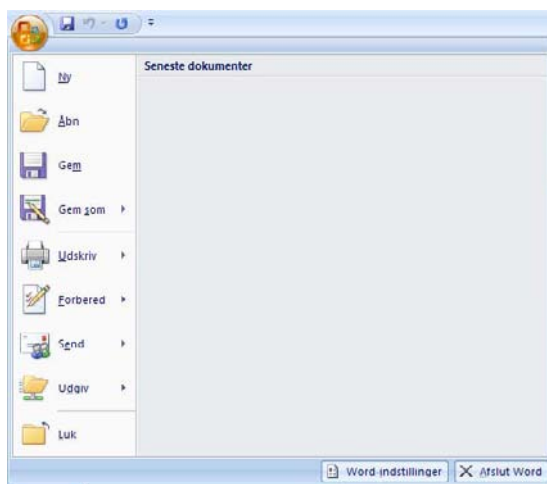 Seneste dokumenter
Ny
Åbn
Gem
Gem som
Udskriv
Forbered
Send
Udgiv
Luk
Word-indstillinger
Afslut Word